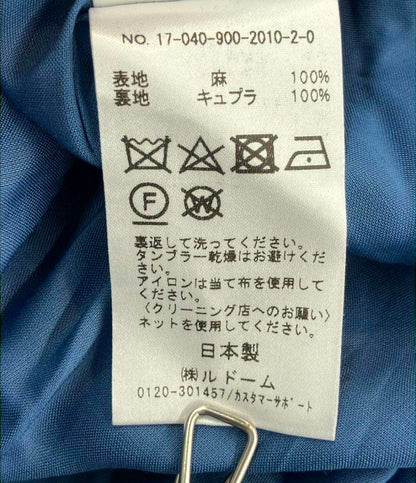 NO. 17-040-900-2010-2-0
表地 麻 100%
裏地 キュプラ 100%
F W
裏返して洗ってください。
タンブラー乾燥はお避けくだ
さい。
アイロンは当て布を使用して
ください。
〈クリーニング店へのお願い〉
ネットを使用してください。
日本製
㈱ルドーム
0120-301457/カスタマーサポート